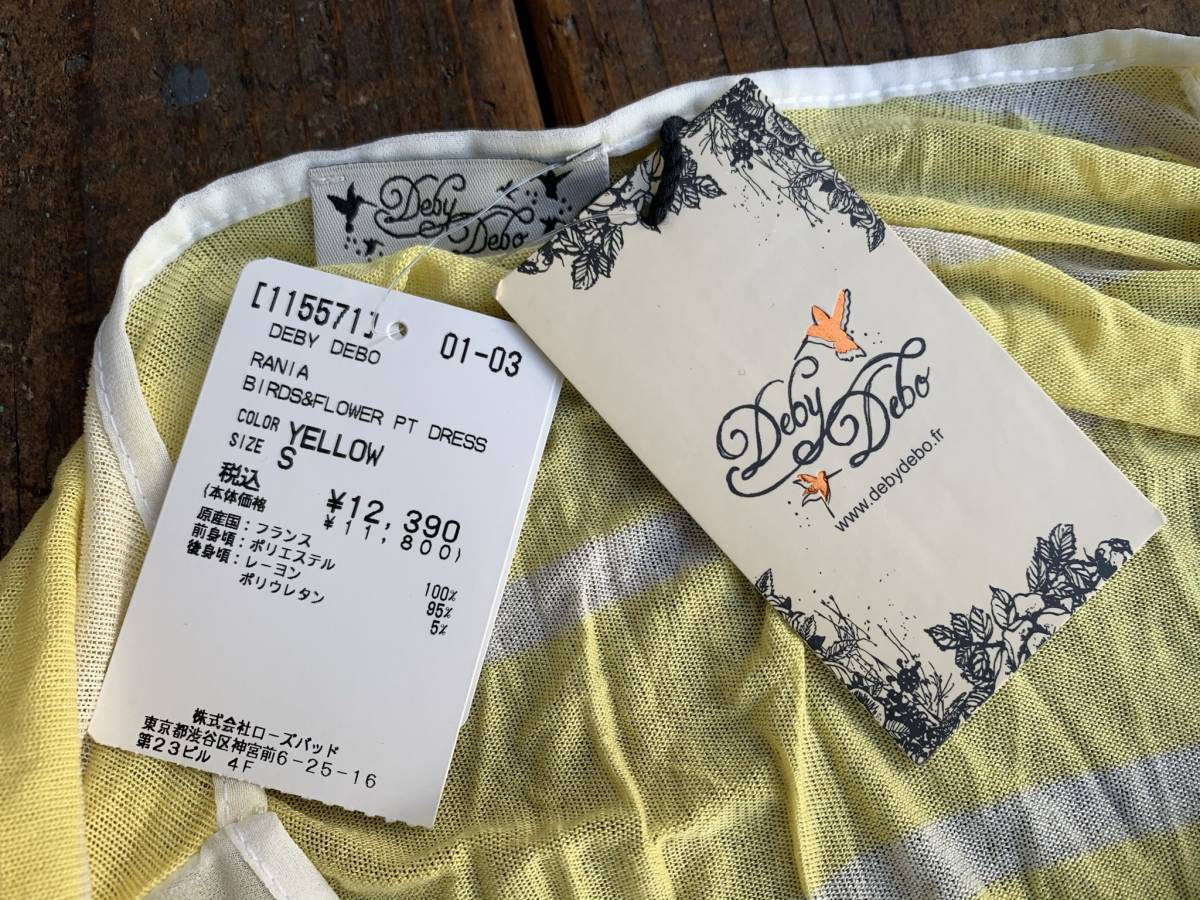 Deby
Debo
[115571] 01-03
DEBY DEBO
RANIA
BIRDS&FLOWER PT DRESS
COLOR YELLOW
SIZE S
税込 ¥12,390
(本体価格 ¥11,800)
原産国:フランス
前身頃:ポリエステル 100%
後身頃:レーヨン 95%
ポリウレタン 5%
株式会社ローズバッド
東京都渋谷区神宮前6-25-16
第23ビル 4F
Deby
Debo
www.debydebo.fr